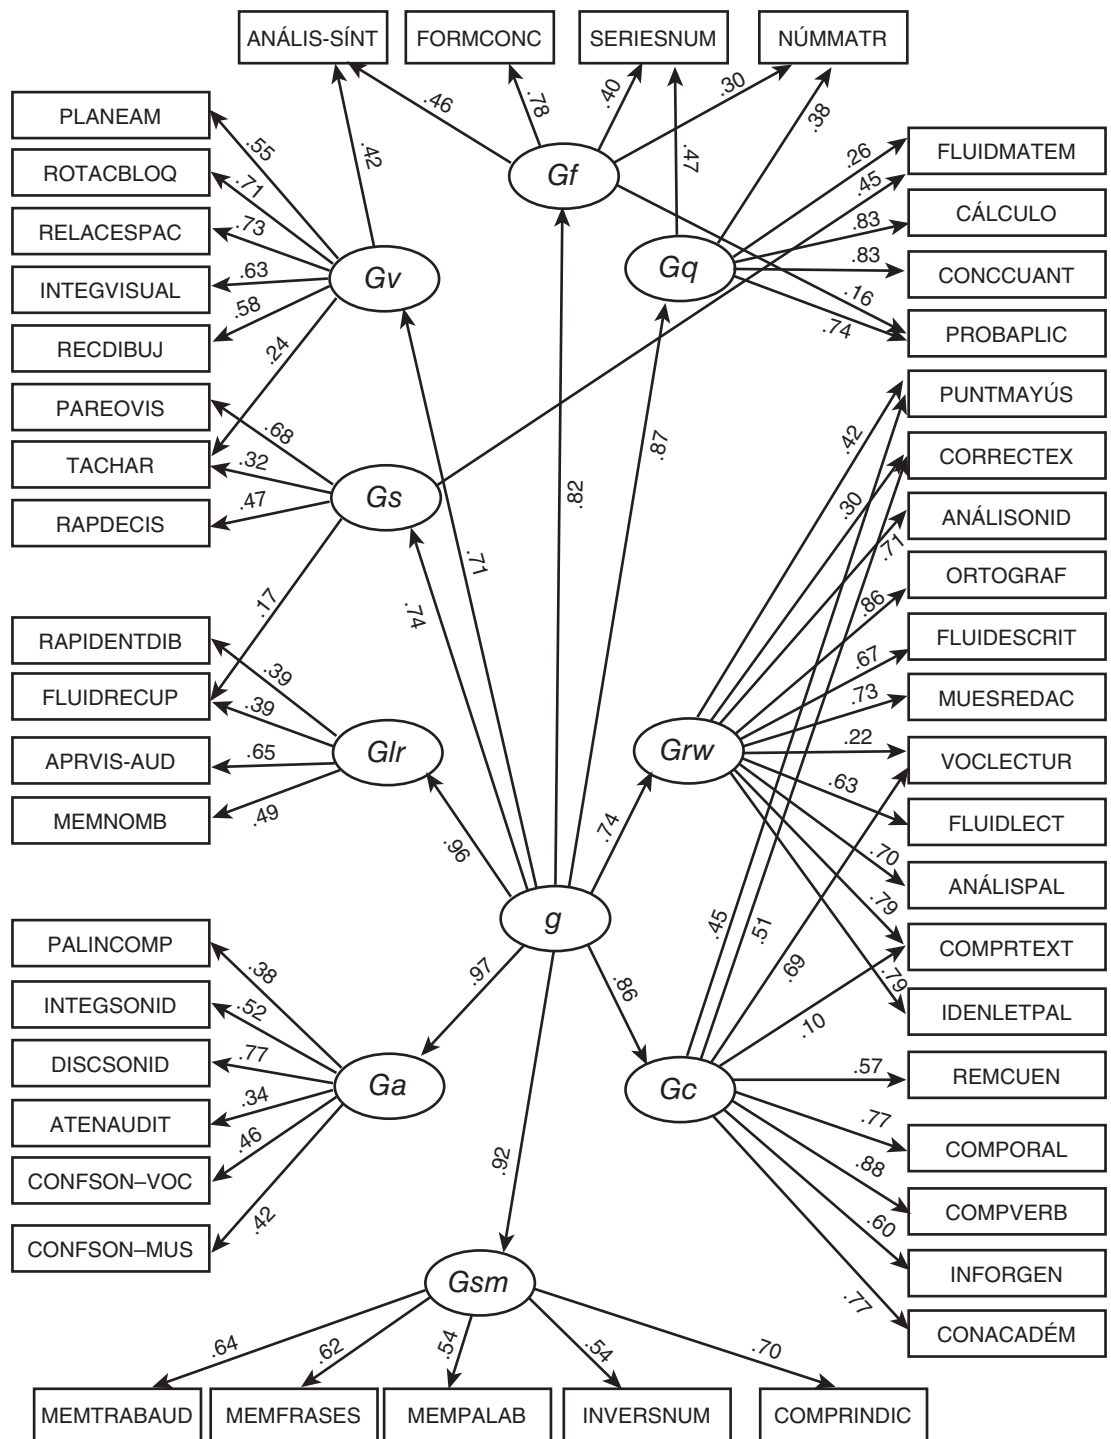 ANÁLIS-SÍNT FORMCONC SERIESNUM NÚMMATR
.46 .78 .40 .30
.42 .47 .38
Gf
PLANEAM
ROTACBLOQ
RELACESPAC
INTEGVISUAL
RECDIBUJ
.55
.71
.73
.63
.58
.24
Gv
Gq
.26
.45
.83
.83
.16
.74
FLUIDMATEM
CÁLCULO
CONCCUANT
PROBAPLIC
PAREOVIS
TACHAR
RAPDECIS
.68
.32
.47
.17
Gs
.74
.71
.82
.87
RAPIDENTDIB
FLUIDRECUP
APRVIS-AUD
MEMNOMB
.39
.39
.65
.49
Glr
.96
.74
Grw
.42
.30
.71
.86
.67
.73
.22
.63
.70
.79
.79
PUNTMAYÚS
CORRECTEX
ANÁLISONID
ORTOGRAF
FLUIDESCRIT
MUESREDAC
VOCLECTUR
FLUIDLECT
ANÁLISPAL
COMPRTEXT
IDENLETPAL
g
.97
.92
.86
PALINCOMP
INTEGSONID
DISCSONID
ATENAUDIT
CONFSON–VOC
CONFSON–MUS
.38
.52
.77
.34
.46
.42
Ga
Gc
.45
.51
.69
.10
.57
.77
.88
.60
.77
REMCUEN
COMPORAL
COMPVERB
INFORGEN
CONACADÉM
Gsm
.64 .62 .54 .54 .70
MEMTRABAUD MEMFRASES MEMPALAB INVERSNUM COMPRINDIC